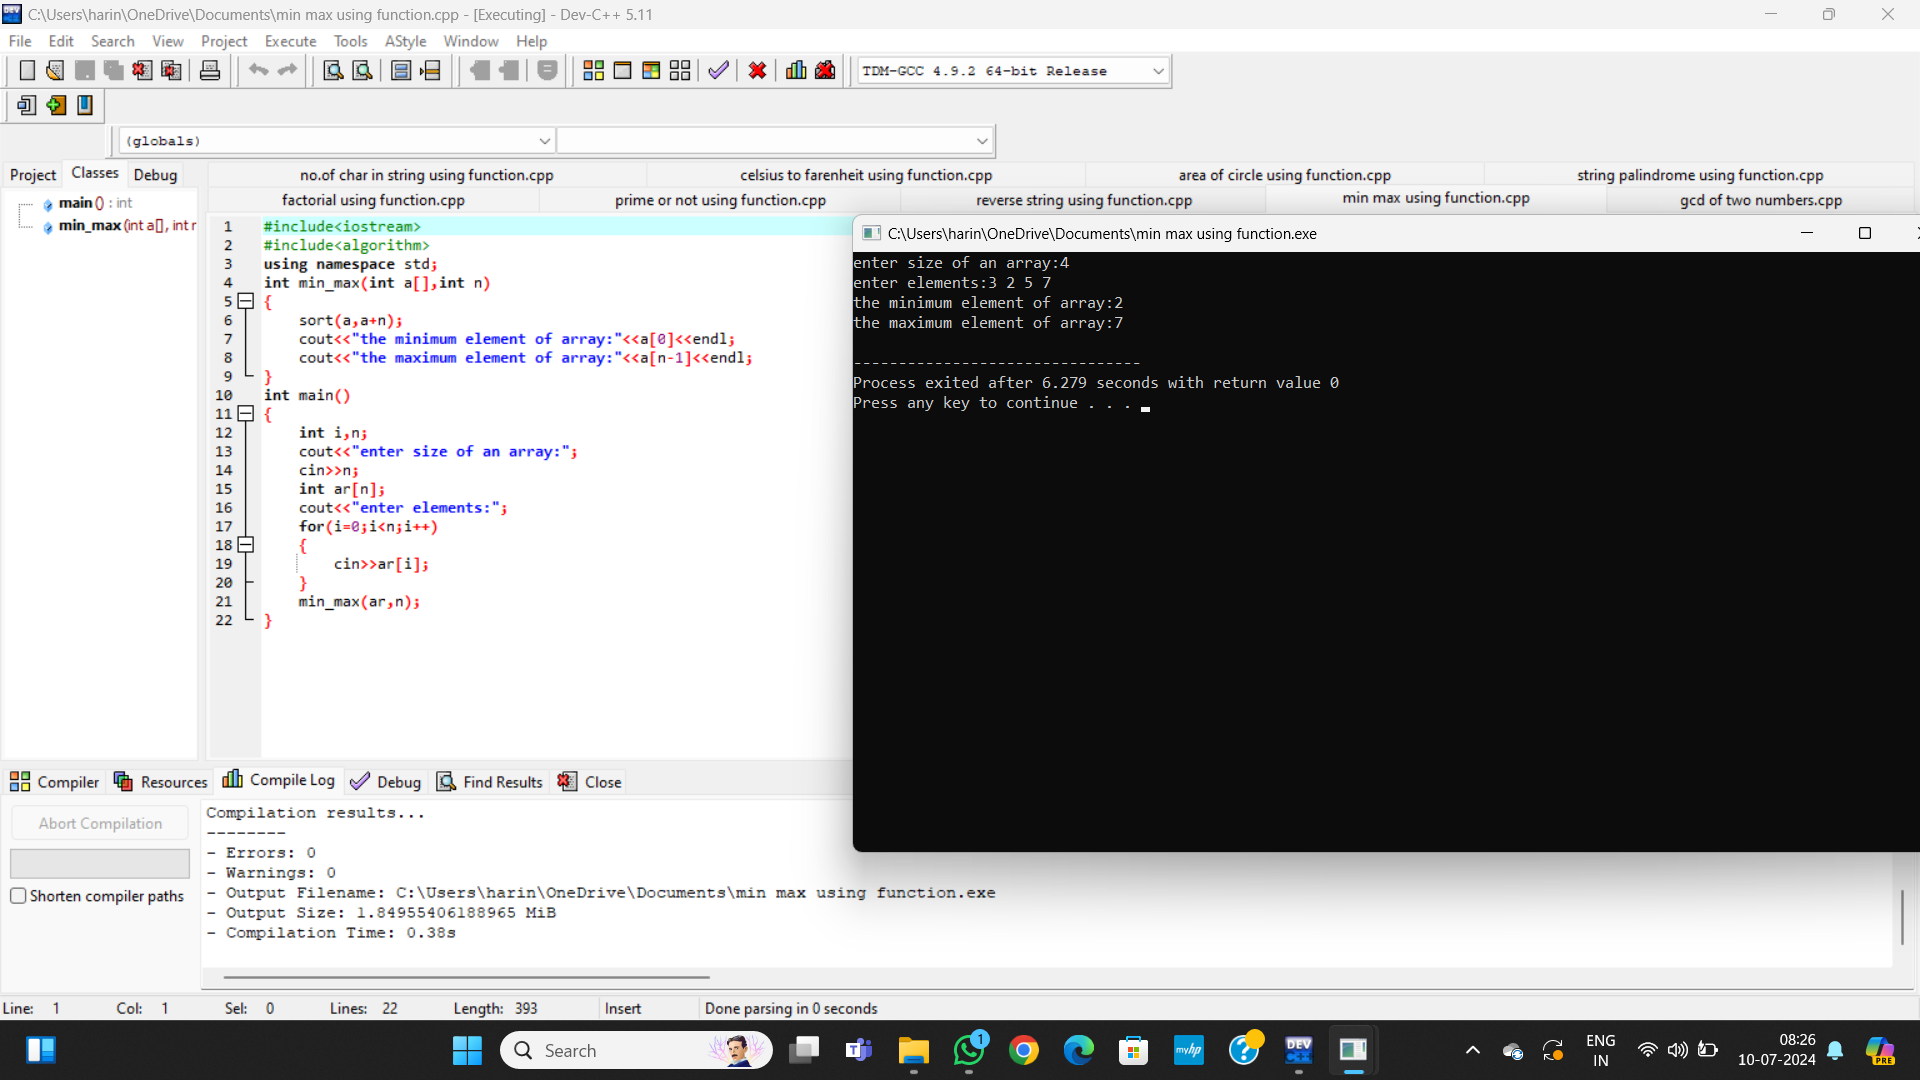 C:\Users\harin\OneDrive\Documents\min max using function.cpp - [Executing] - Dev-C++ 5.11
File Edit Search View Project Execute Tools AStyle Window Help
TDM-GCC 4.9.2 64-bit Release
(globals)
Project Classes Debug
no.of char in string using function.cpp celsius to farenheit using function.cpp area of circle using function.cpp string palindrome using function.cpp
factorial using function.cpp prime or not using function.cpp reverse string using function.cpp min max using function.cpp gcd of two numbers.cpp
main () : int
min_max (int a[], int r
1 #include<iostream>
2 #include<algorithm>
3 using namespace std;
4 int min_max(int a[],int n)
5 {
6 sort(a,a+n);
7 cout<<"the minimum element of array:"<<a[0]<<endl;
8 cout<<"the maximum element of array:"<<a[n-1]<<endl;
9 }
10 int main()
11 {
12 int i,n;
13 cout<<"enter size of an array:";
14 cin>>n;
15 int ar[n];
16 cout<<"enter elements:";
17 for(i=0;i<n;i++)
18 {
19 cin>>ar[i];
20 }
21 min_max(ar,n);
22 }
C:\Users\harin\OneDrive\Documents\min max using function.exe
enter size of an array:4
enter elements:3 2 5 7
the minimum element of array:2
the maximum element of array:7
--------------------------------
Process exited after 6.279 seconds with return value 0
Press any key to continue . . .
Compiler Resources Compile Log Debug Find Results Close
Abort Compilation
Shorten compiler paths
Compilation results...
--------
- Errors: 0
- Warnings: 0
- Output Filename: C:\Users\harin\OneDrive\Documents\min max using function.exe
- Output Size: 1.84955406188965 MiB
- Compilation Time: 0.38s
Line: 1 Col: 1 Sel: 0 Lines: 22 Length: 393 Insert Done parsing in 0 seconds
Search
1
myhp
DEV C++
ENG
IN
08:26
10-07-2024
PRE